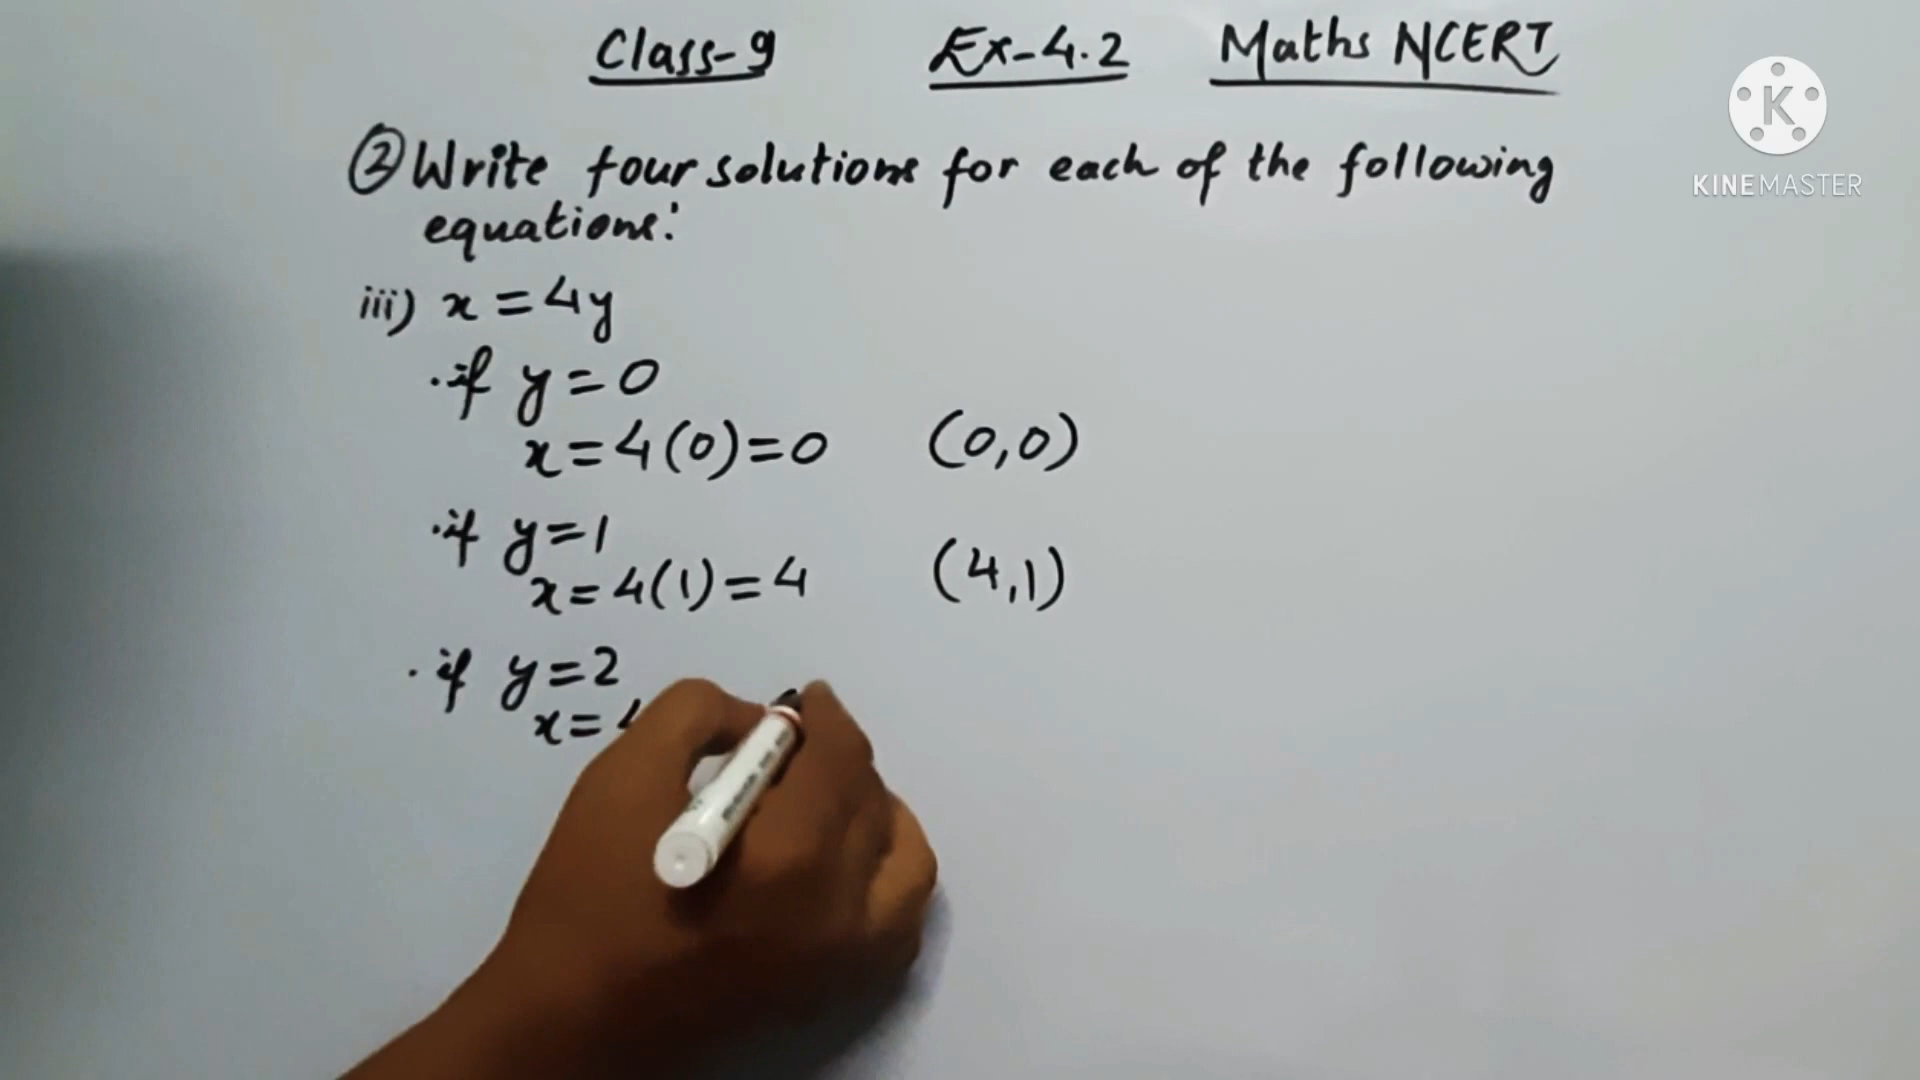 Class-9 Ex-4.2 Maths NCERT
② Write four solutions for each of the following
equations:
iii) x = 4y
· if y = 0
x = 4(0) = 0 (0,0)
· if y = 1
x = 4(1) = 4 (4,1)
· if y = 2
x = 4
K
KINEMASTER